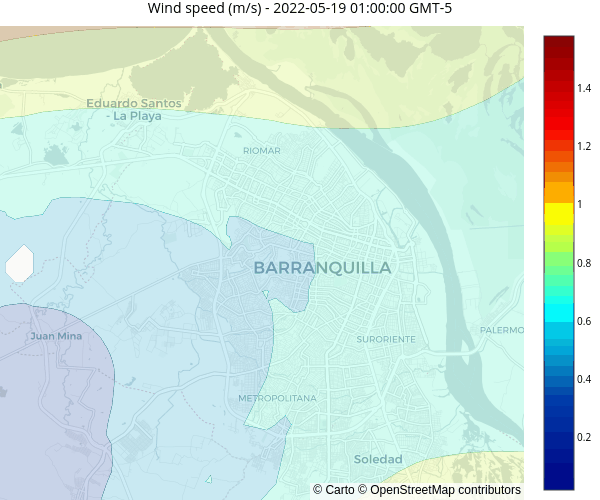 Wind speed (m/s) - 2022-05-19 01:00:00 GMT-5
1.4
1.2
1
0.8
0.6
0.4
0.2
Eduardo Santos
- La Playa
RIOMAR
BARRANQUILLA
Juan Mina
SURORIENTE
PALERMO
METROPOLITANA
Soledad
© Carto © OpenStreetMap contributors